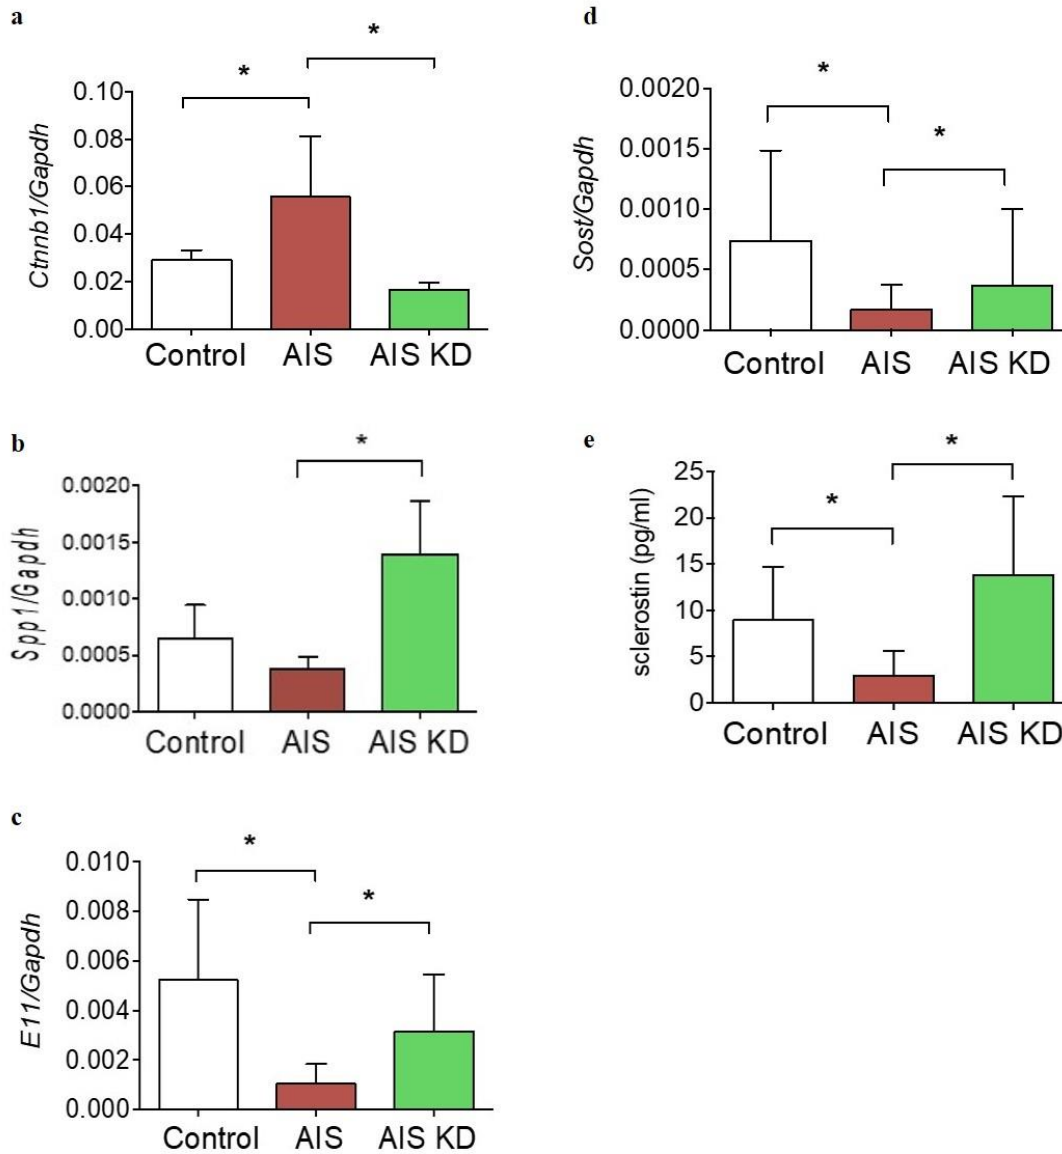 a
*
*
0.10
0.08
0.06
0.04
0.02
0.00
Ctnnb1/Gapdh
Control AIS AIS KD
b
*
0.0020
0.0015
0.0010
0.0005
0.0000
Spp1/Gapdh
Control AIS AIS KD
c
*
*
0.010
0.008
0.006
0.004
0.002
0.000
E11/Gapdh
Control AIS AIS KD
d
*
*
0.0020
0.0015
0.0010
0.0005
0.0000
Sost/Gapdh
Control AIS AIS KD
e
*
*
25
20
15
10
5
0
sclerostin (pg/ml)
Control AIS AIS KD